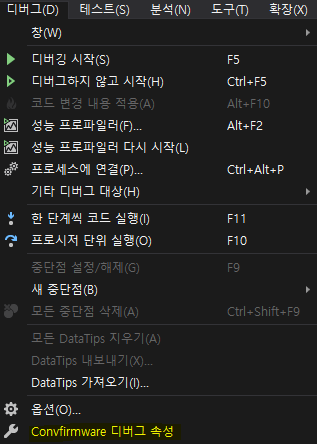 디버그(D) 테스트(S) 분석(N) 도구(T) 확장(X)
창(W)
디버깅 시작(S) F5
디버그하지 않고 시작(H) Ctrl+F5
코드 변경 내용 적용(A) Alt+F10
성능 프로파일러(F)... Alt+F2
성능 프로파일러 다시 시작(L)
프로세스에 연결(P)... Ctrl+Alt+P
기타 디버그 대상(H)
한 단계씩 코드 실행(I) F11
프로시저 단위 실행(O) F10
중단점 설정/해제(G) F9
새 중단점(B)
모든 중단점 삭제(A) Ctrl+Shift+F9
모든 DataTips 지우기(A)
DataTips 내보내기(X)...
DataTips 가져오기(I)...
옵션(O)...
Convfirmware 디버그 속성